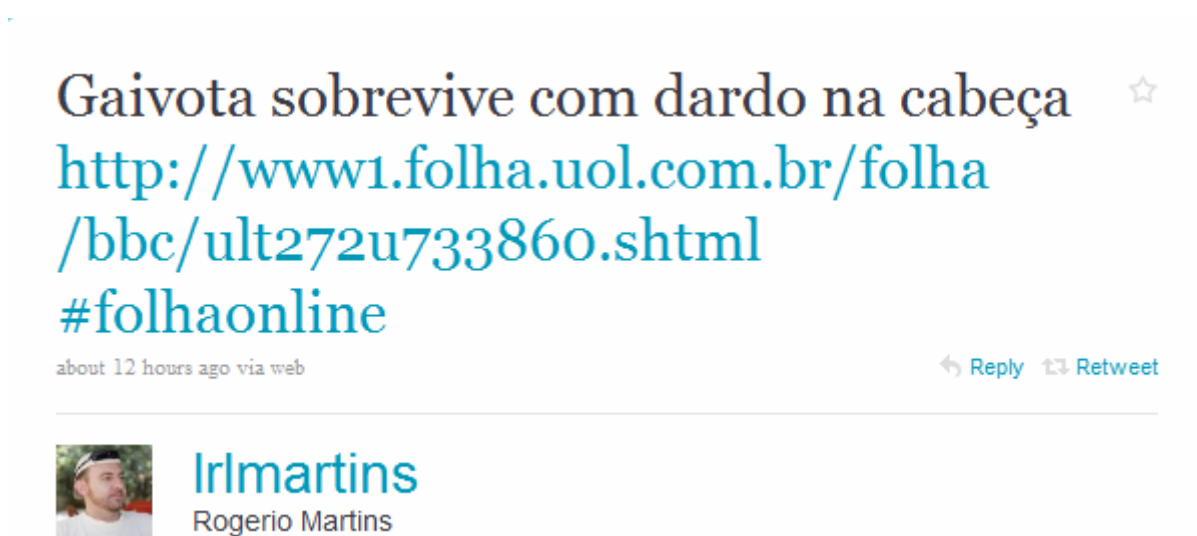 Gaivota sobrevive com dardo na cabeça
http://www1.folha.uol.com.br/folha
/bbc/ult272u733860.shtml
#folhaonline
about 12 hours ago via web
Reply Retweet
lrlmartins
Rogerio Martins